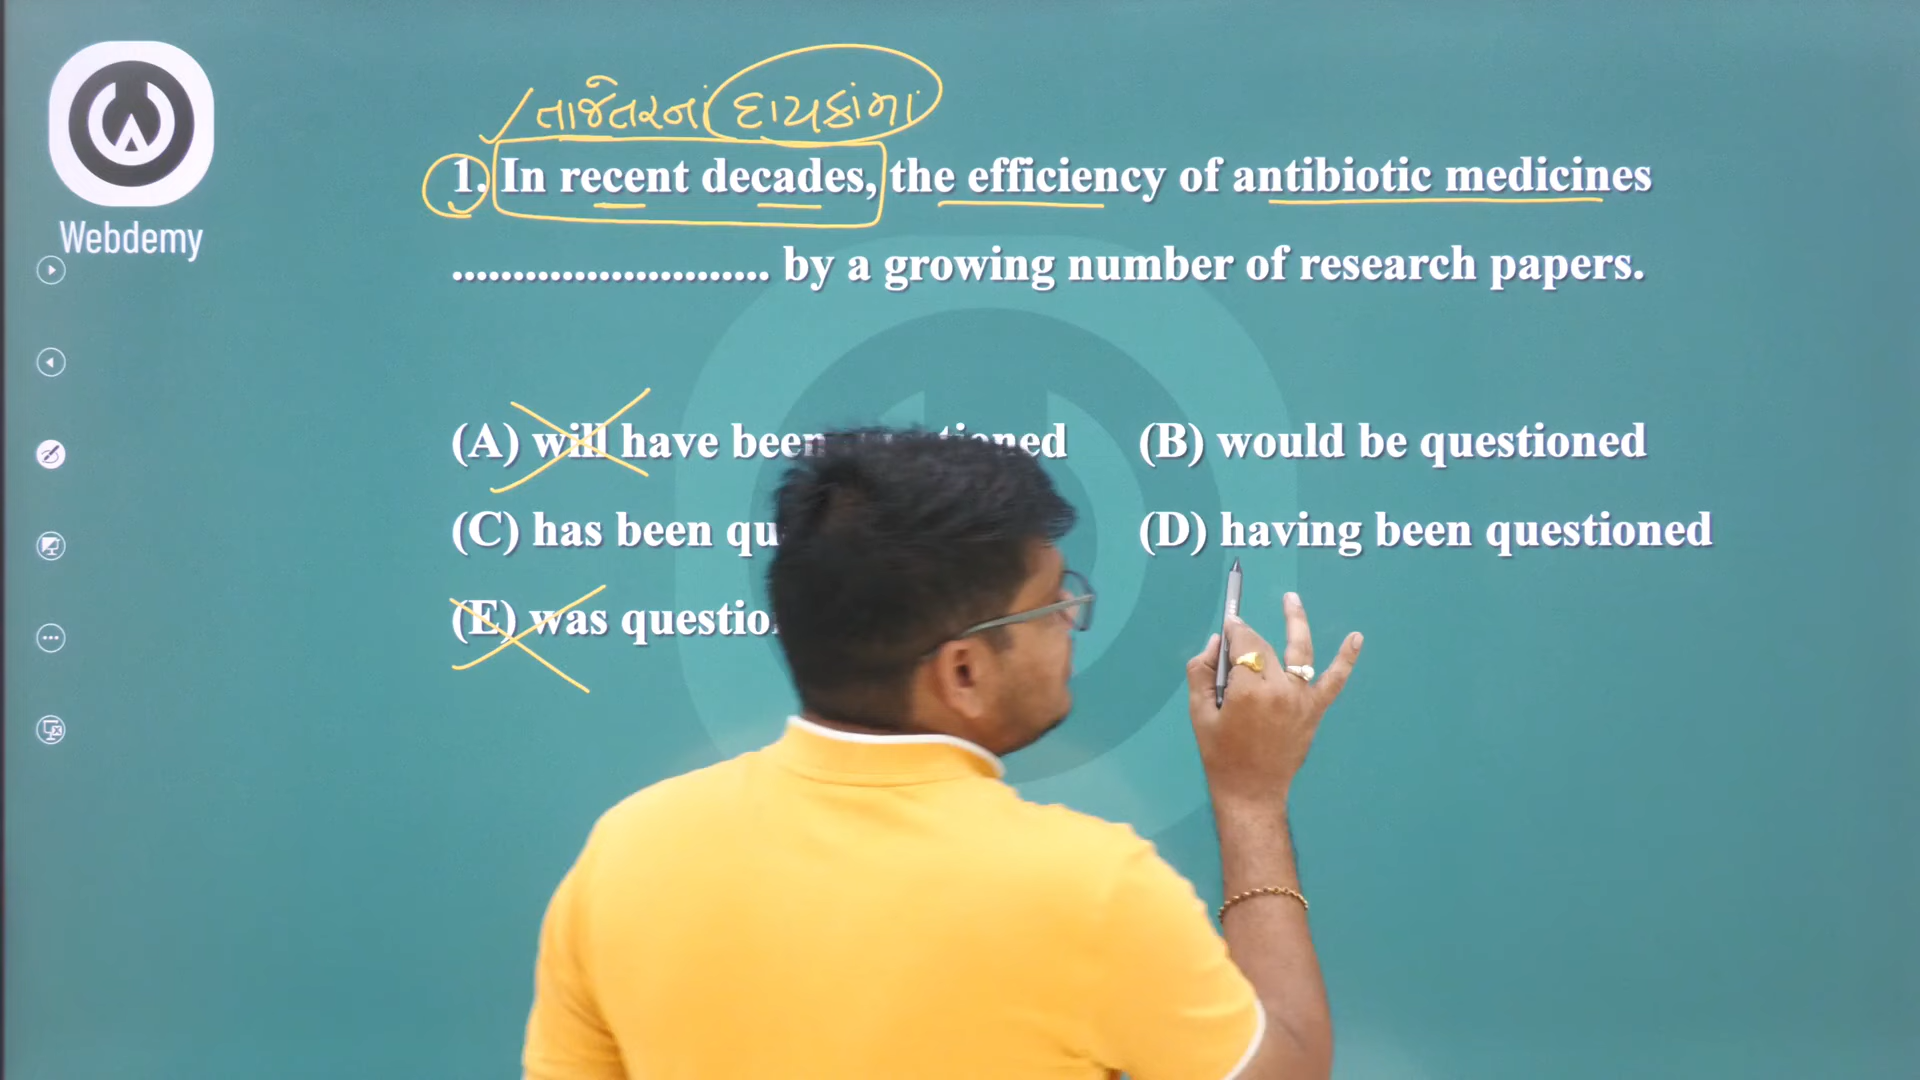 Webdemy
તાજેતરનાં દાયકાંમાં
1. In recent decades, the efficiency of antibiotic medicines
.......................... by a growing number of research papers.
(A) will have been (B) would be questioned
(C) has been (D) having been questioned
(E) was